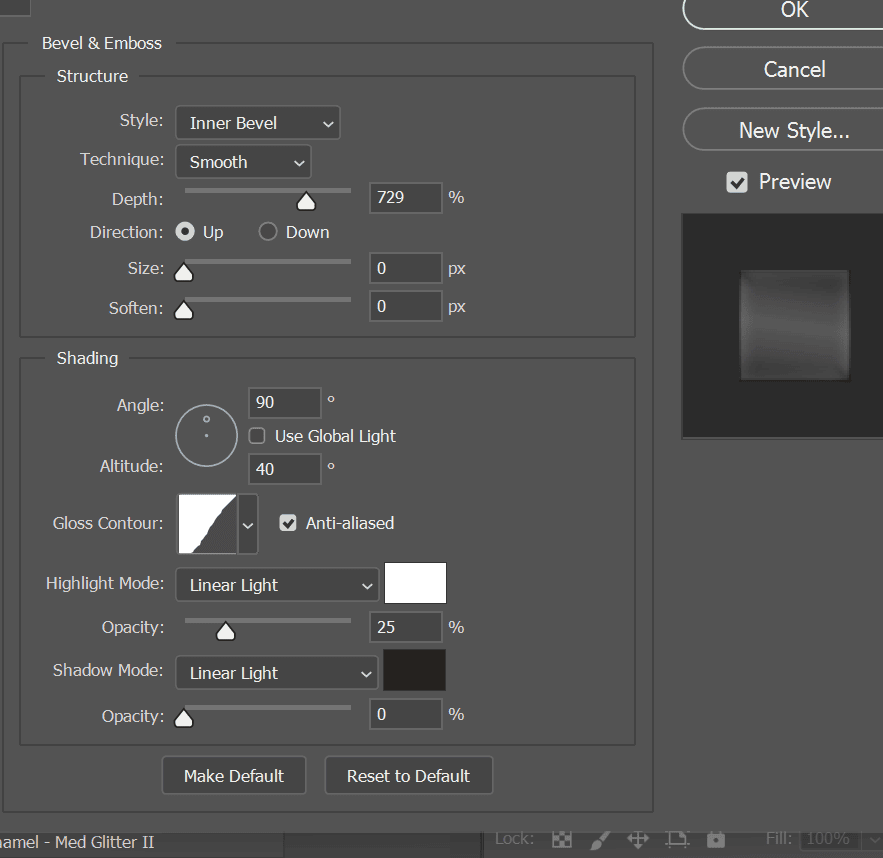 OK
Bevel & Emboss
Structure
Cancel
Style: Inner Bevel
New Style...
Technique: Smooth
Preview
Depth: 729 %
Direction: Up Down
Size: 0 px
Soften: 0 px
Shading
Angle: 90 °
Use Global Light
Altitude: 40 °
Gloss Contour: Anti-aliased
Highlight Mode: Linear Light
Opacity: 25 %
Shadow Mode: Linear Light
Opacity: 0 %
Make Default Reset to Default
namel - Med Glitter II Lock: Fill: 100%